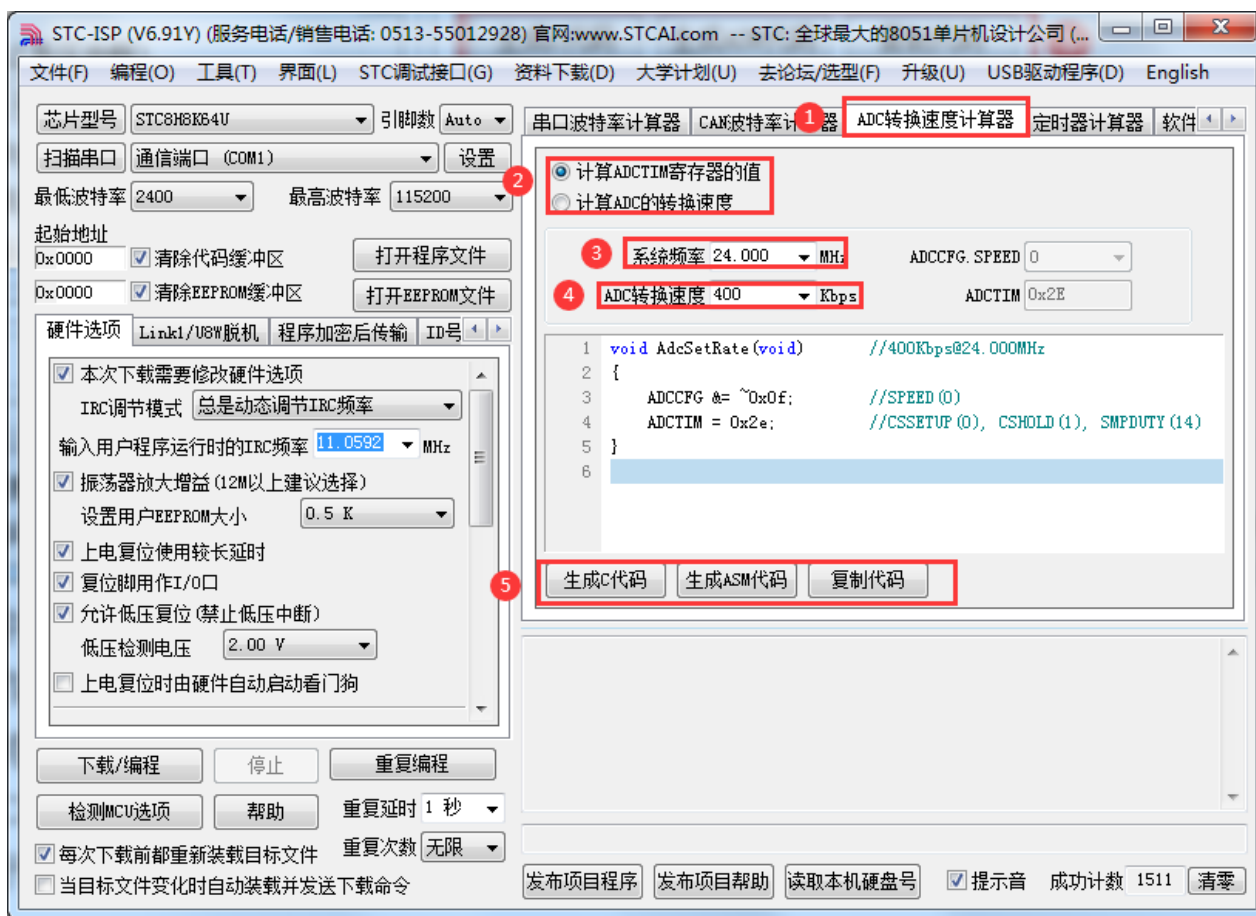 STC-ISP (V6.91Y) (服务电话/销售电话: 0513-55012928) 官网:www.STCAI.com -- STC: 全球最大的8051单片机设计公司 (...
文件(F) 编程(O) 工具(T) 界面(L) STC调试接口(G) 资料下载(D) 大学计划(U) 去论坛/选型(F) 升级(U) USB驱动程序(D) English
芯片型号 STC8H8K64U 引脚数 Auto
扫描串口 通信端口 (COM1) 设置
最低波特率 2400 最高波特率 115200
起始地址
0x0000 清除代码缓冲区 打开程序文件
0x0000 清除EEPROM缓冲区 打开EEPROM文件
硬件选项 Link1/U8W脱机 程序加密后传输 ID号
本次下载需要修改硬件选项
IRC调节模式 总是动态调节IRC频率
输入用户程序运行时的IRC频率 11.0592 MHz
振荡器放大增益(12M以上建议选择)
设置用户EEPROM大小 0.5 K
上电复位使用较长延时
复位脚用作I/O口
允许低压复位(禁止低压中断)
低压检测电压 2.00 V
上电复位时由硬件自动启动看门狗
下载/编程 停止 重复编程
检测MCU选项 帮助 重复延时 1 秒
每次下载前都重新装载目标文件 重复次数 无限
当目标文件变化时自动装载并发送下载命令
串口波特率计算器 CAN波特率计 器 1 ADC转换速度计算器 定时器计算器 软件
2 计算ADCTIM寄存器的值
计算ADC的转换速度
3 系统频率 24.000 MHz ADCCFG.SPEED 0
4 ADC转换速度 400 Kbps ADCTIM 0x2E
1 void AdcSetRate(void) //400Kbps@24.000MHz
2 {
3 ADCCFG &= ~0x0f; //SPEED(0)
4 ADCTIM = 0x2e; //CSSETUP(0), CSHOLD(1), SMPDUTY(14)
5 }
6
5 生成C代码 生成ASM代码 复制代码
发布项目程序 发布项目帮助 读取本机硬盘号 提示音 成功计数 1511 清零